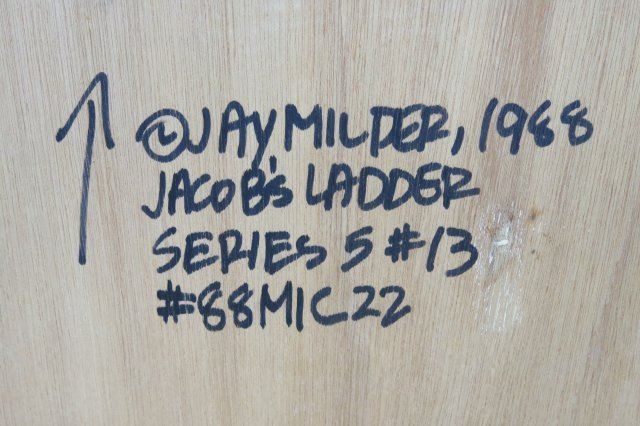 ©JAY MILDER, 1988
JACOB'S LADDER
SERIES 5 #13
#88MIC22